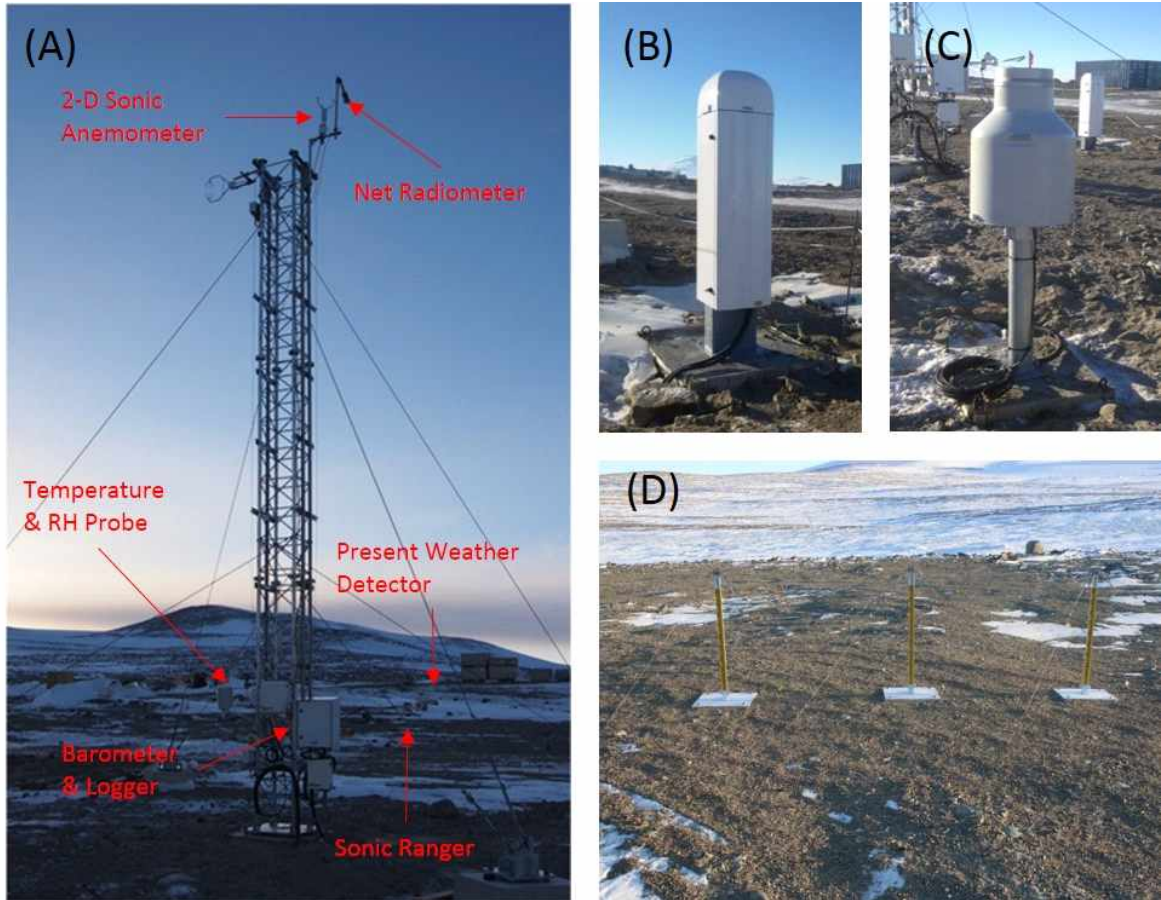 (A)
2-D Sonic
Anemometer
Net Radiometer
Temperature
& RH Probe
Present Weather
Detector
Barometer
& Logger
Sonic Ranger
(B)
(C)
(D)